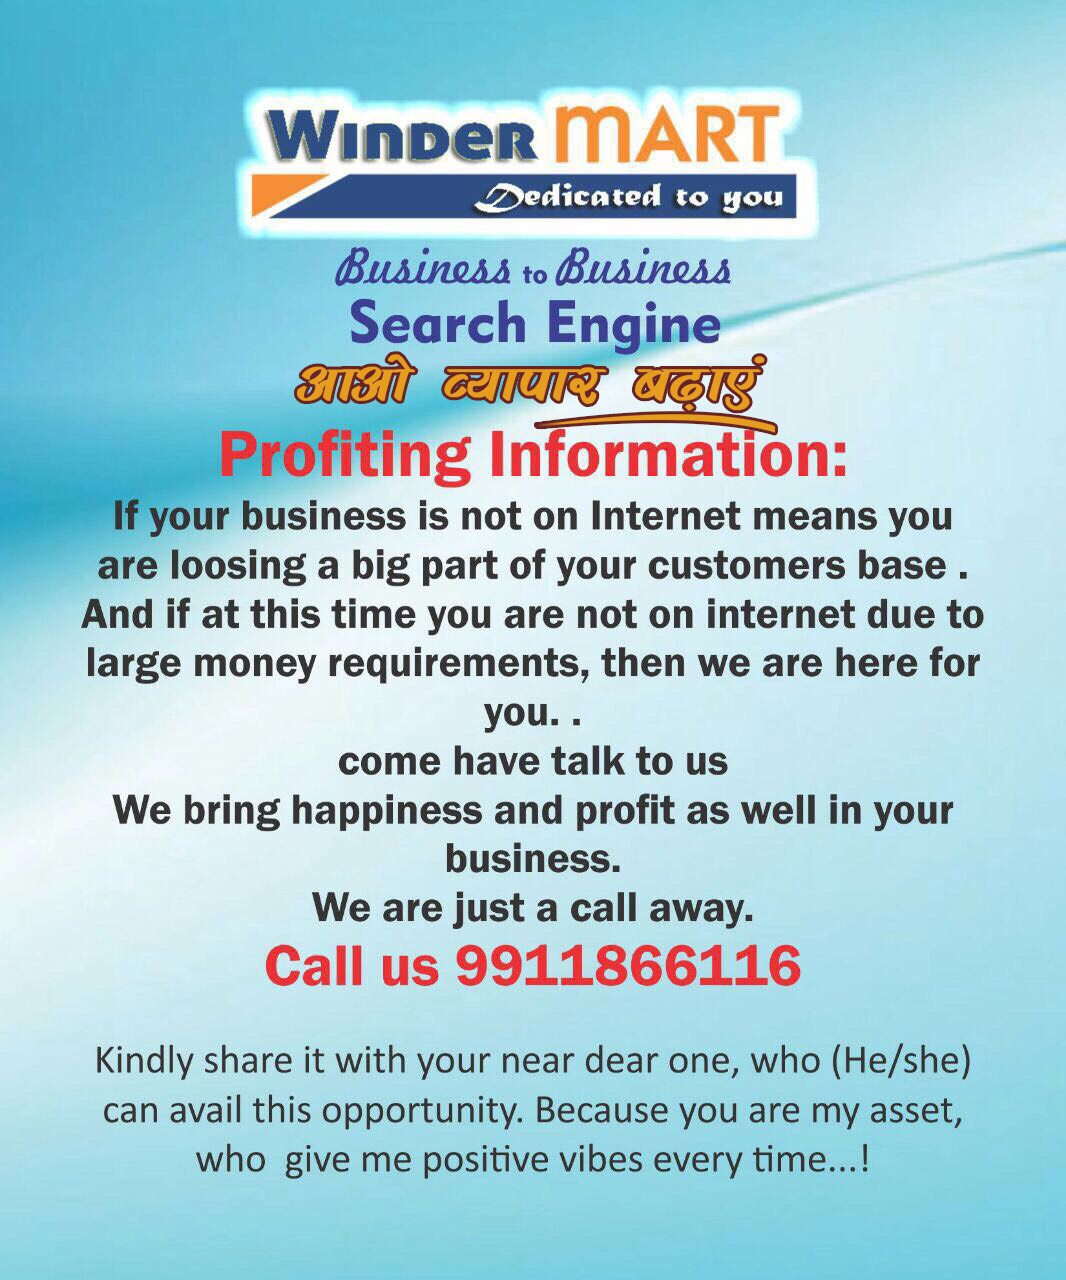 WINDER MART
Dedicated to you
Business to Business
Search Engine
आओ व्यापार बढ़ाएं
Profiting Information:
If your business is not on Internet means you
are loosing a big part of your customers base .
And if at this time you are not on internet due to
large money requirements, then we are here for
you. .
come have talk to us
We bring happiness and profit as well in your
business.
We are just a call away.
Call us 9911866116
Kindly share it with your near dear one, who (He/she)
can avail this opportunity. Because you are my asset,
who  give me positive vibes every time...!